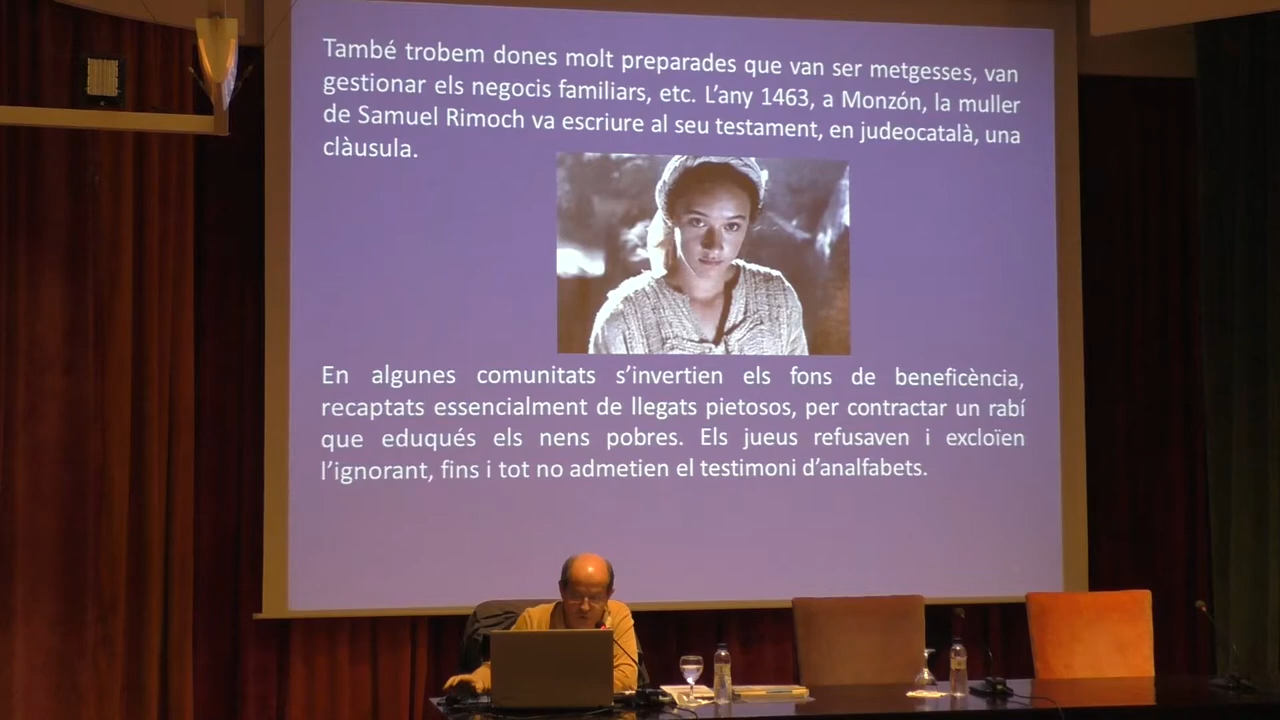 També trobem dones molt preparades que van ser metgesses, van
gestionar els negocis familiars, etc. L’any 1463, a Monzón, la muller
de Samuel Rimoch va escriure al seu testament, en judeocatalà, una
clàusula.
En algunes comunitats s’invertien els fons de beneficència,
recaptats essencialment de llegats pietosos, per contractar un rabí
que eduqués els nens pobres. Els jueus refusaven i excloïen
l’ignorant, fins i tot no admetien el testimoni d’analfabets.